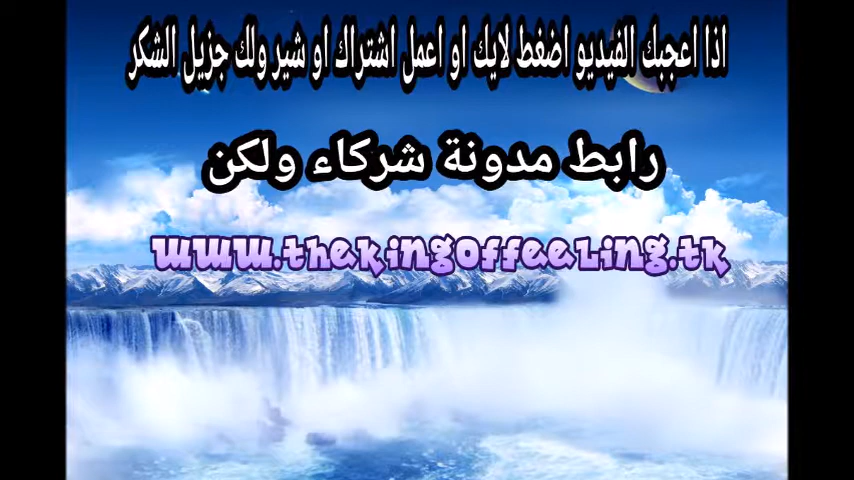 اذا اعجبك الفيديو اضغط لايك او اعمل اشتراك او شير ولك جزيل الشكر
رابط مدونة شركاء ولكن
www.thekingoffeeling.tk